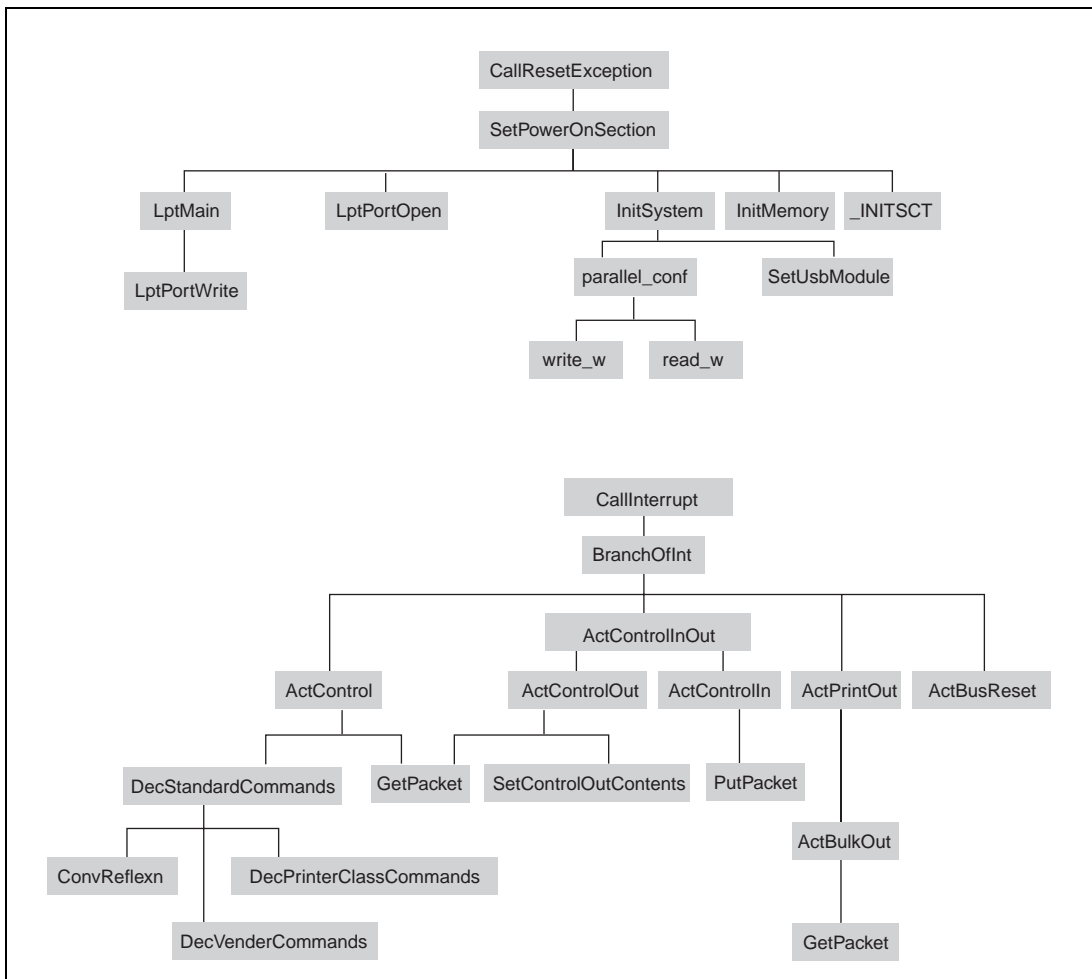 CallResetException
SetPowerOnSection
LptMain
LptPortOpen
InitSystem
InitMemory
_INITSCT
LptPortWrite
parallel_conf
SetUsbModule
write_w
read_w
CallInterrupt
BranchOfInt
ActControlInOut
ActControl
ActControlOut
ActControlIn
ActPrintOut
ActBusReset
DecStandardCommands
GetPacket
SetControlOutContents
PutPacket
ActBulkOut
ConvReflexn
DecPrinterClassCommands
DecVenderCommands
GetPacket